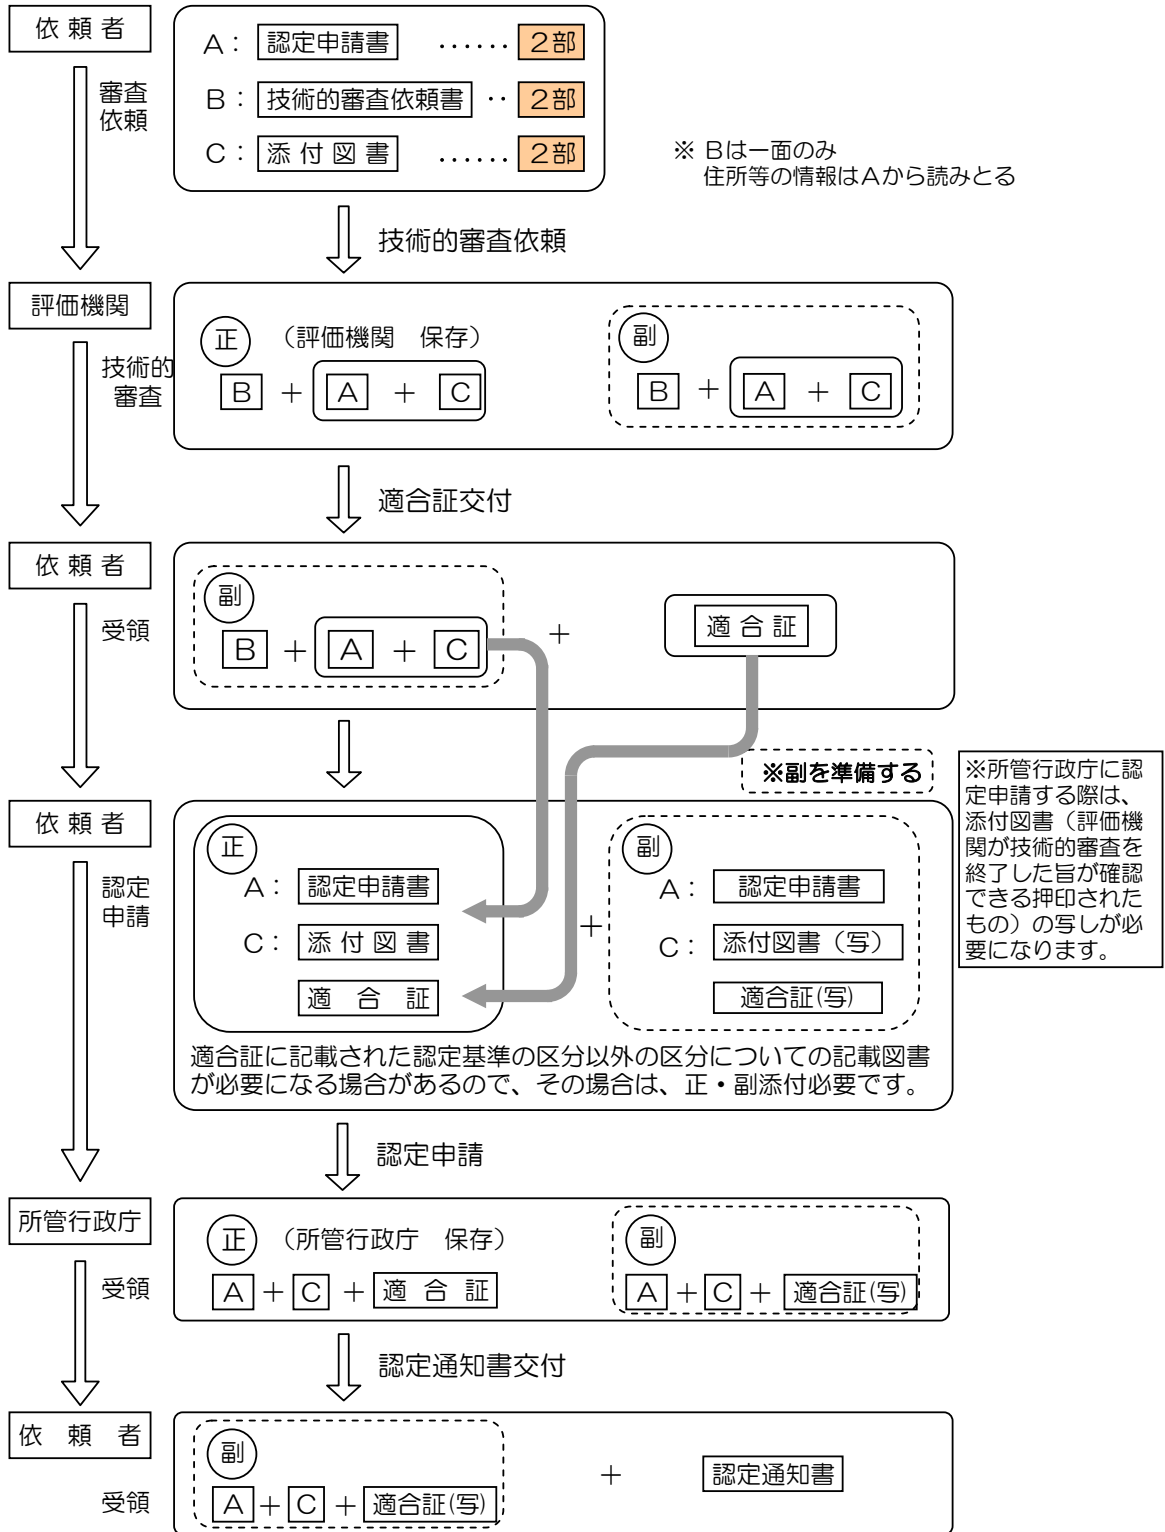 依 頼 者
審査
依頼
A： 認定申請書 ‥‥‥ 2部
B： 技術的審査依頼書 ‥ 2部
C： 添 付 図 書 ‥‥‥ 2部
※ Bは一面のみ
住所等の情報はAから読みとる
技術的審査依頼
評価機関
技術的
審査
正 （評価機関　保存）
B ＋ A ＋ C
副
B ＋ A ＋ C
適合証交付
依 頼 者
受領
副
B ＋ A ＋ C
＋
適 合 証
※副を準備する
※所管行政庁に認
定申請する際は、
添付図書（評価機
関が技術的審査を
終了した旨が確認
できる押印された
もの）の写しが必
要になります。
依 頼 者
認定
申請
正
A： 認定申請書
C： 添 付 図 書
適　合　証
＋
副
A： 認定申請書
C： 添付図書（写）
適合証(写)
適合証に記載された認定基準の区分以外の区分についての記載図書
が必要になる場合があるので、その場合は、正・副添付必要です。
認定申請
所管行政庁
受領
正 （所管行政庁　保存）
A ＋ C ＋ 適　合　証
副
A ＋ C ＋ 適合証(写)
認定通知書交付
依　頼　者
受領
副
A ＋ C ＋ 適合証(写)
＋
認定通知書